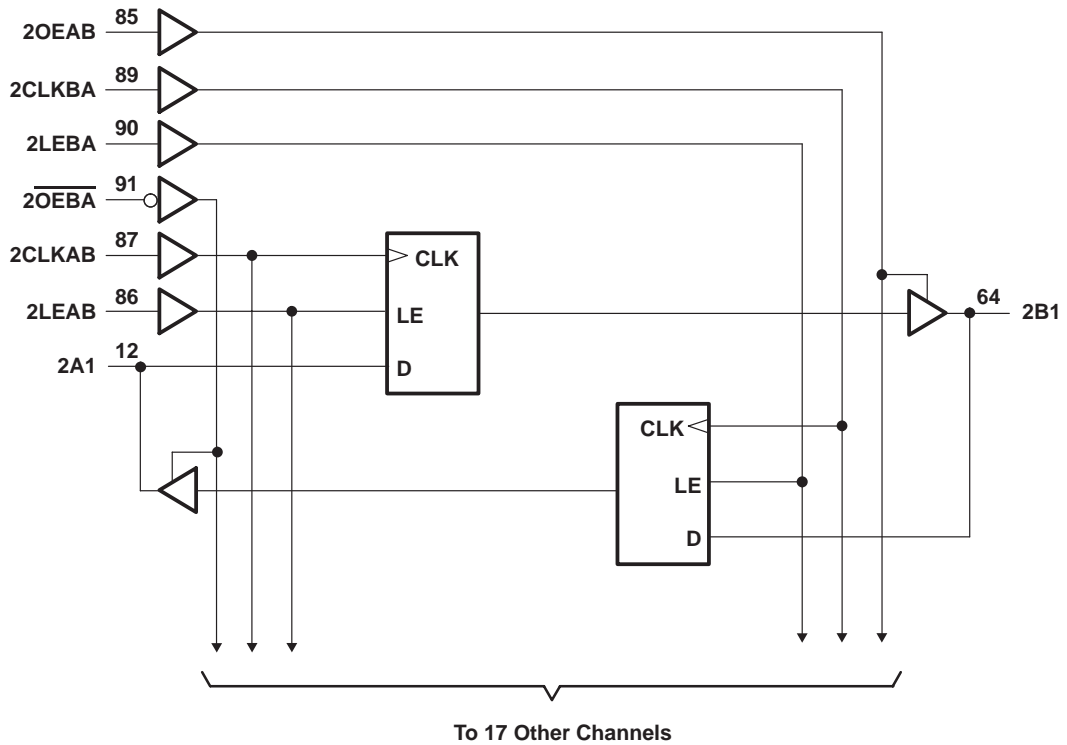 2OEAB 85
2CLKBA 89
2LEBA 90
2O̅E̅B̅A̅ 91
2CLKAB 87
2LEAB 86
2A1 12
CLK
LE
D
64 2B1
CLK
LE
D
To 17 Other Channels